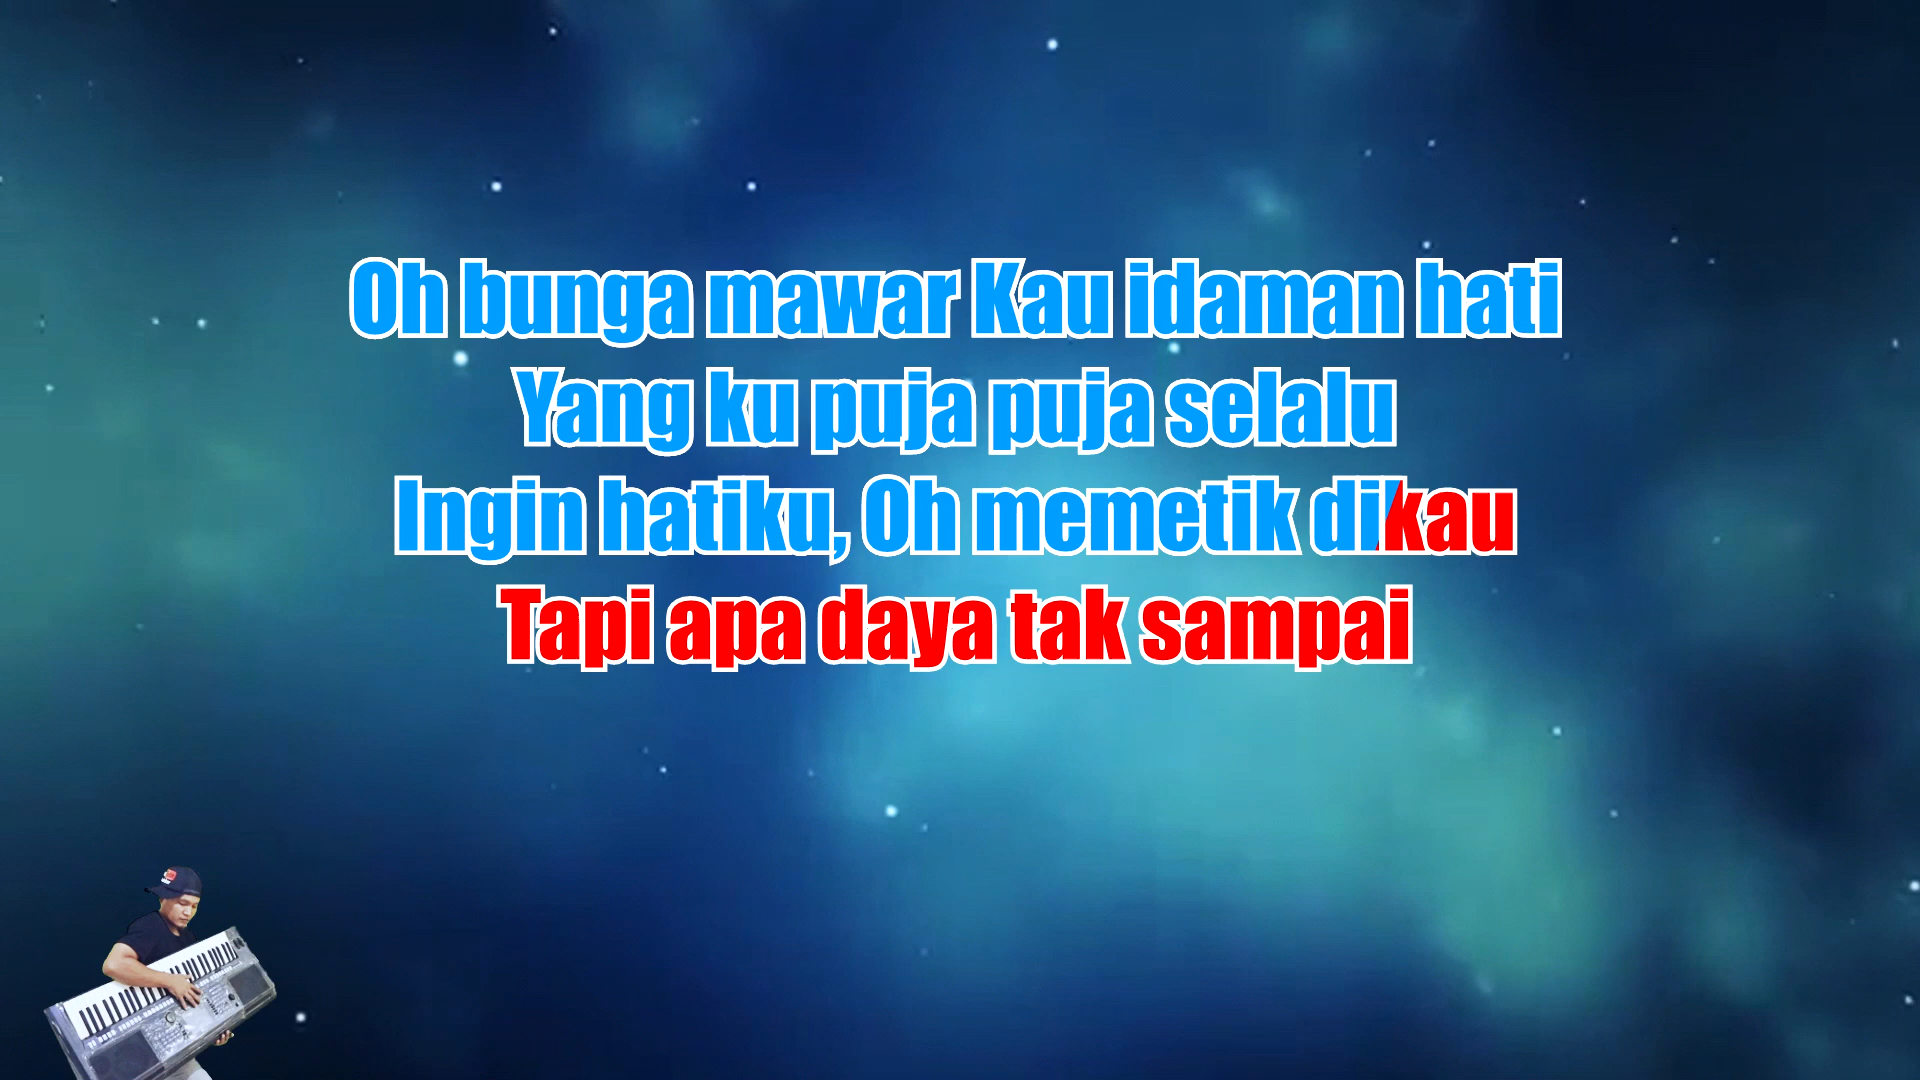 Oh bunga mawar Kau idaman hati
Yang ku puja puja selalu
Ingin hatiku, Oh memetik dikau
Tapi apa daya tak sampai